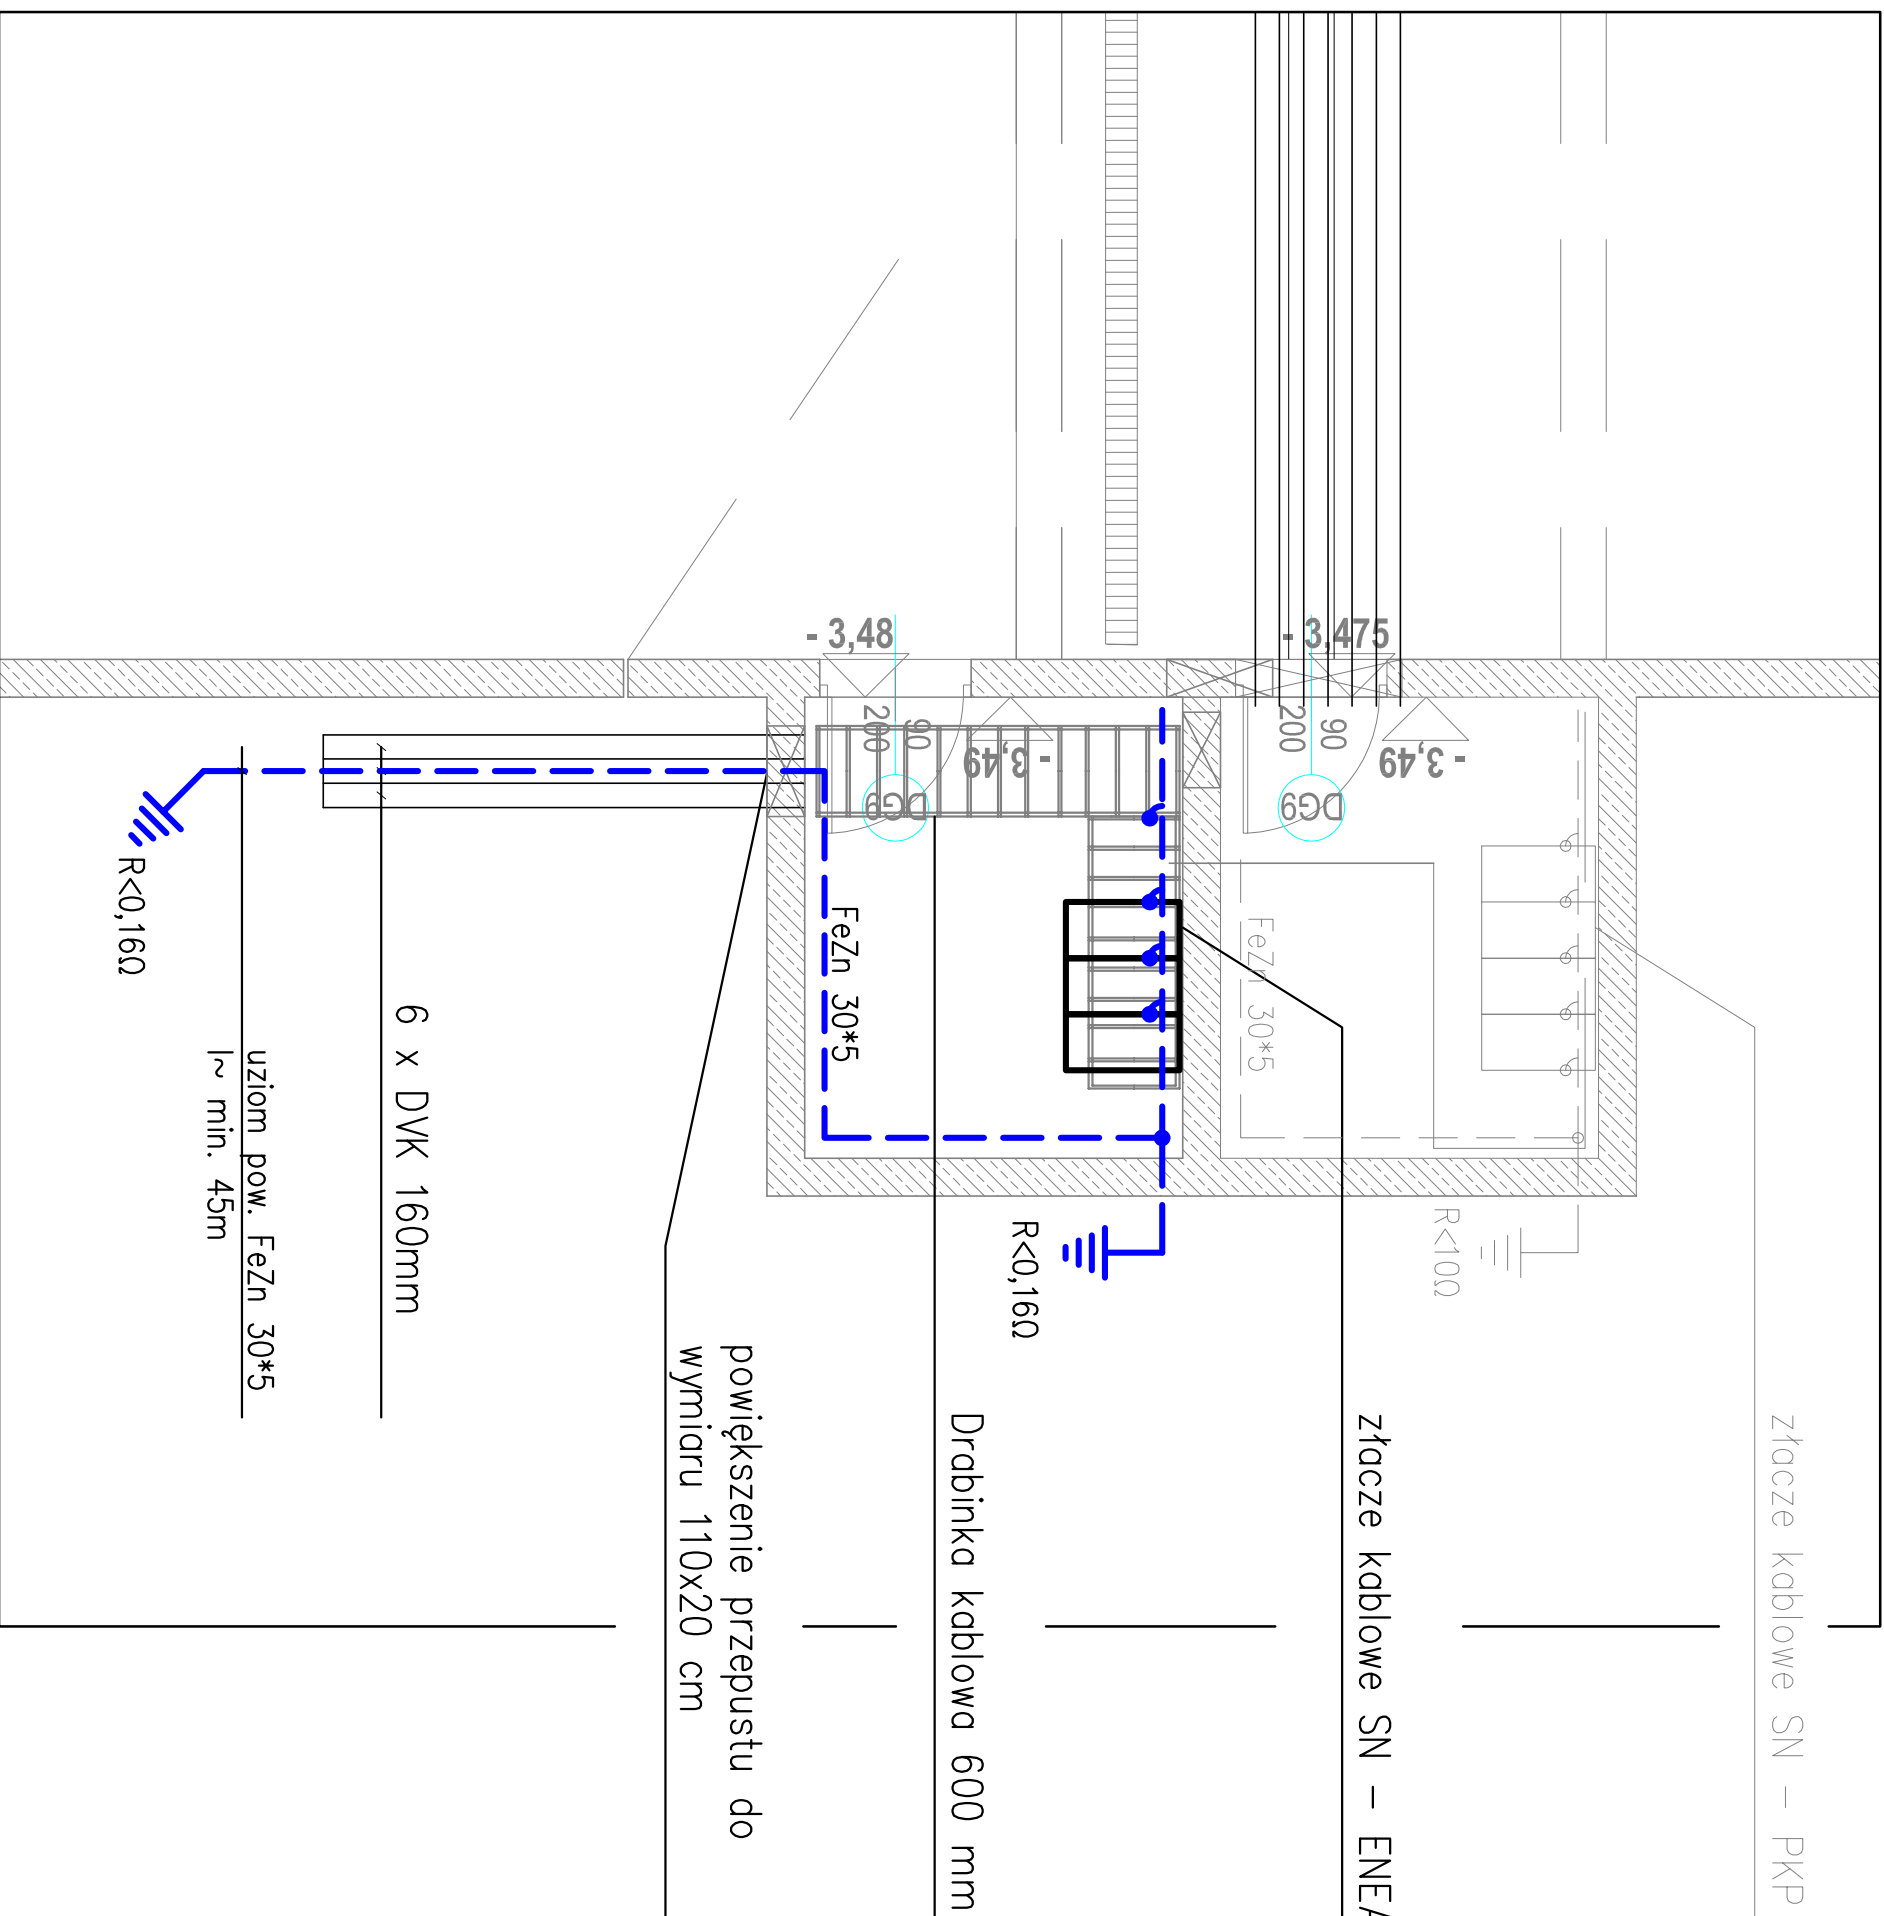 - 3,48
- 3,475
200
90
- 3,49
200
90
- 3,49
DG9
DG9
FeZn 30*5
FeZn 30*5
R<0,16Ω
R<0,16Ω
R<10Ω
uziom pow. FeZn 30*5
l~ min. 45m
6 x DVK 160mm
powiększenie przepustu do
wymiaru 110x20 cm
Drabinka kablowa 600 mm
złacze kablowe SN - ENEA
złacze kablowe SN - PKP